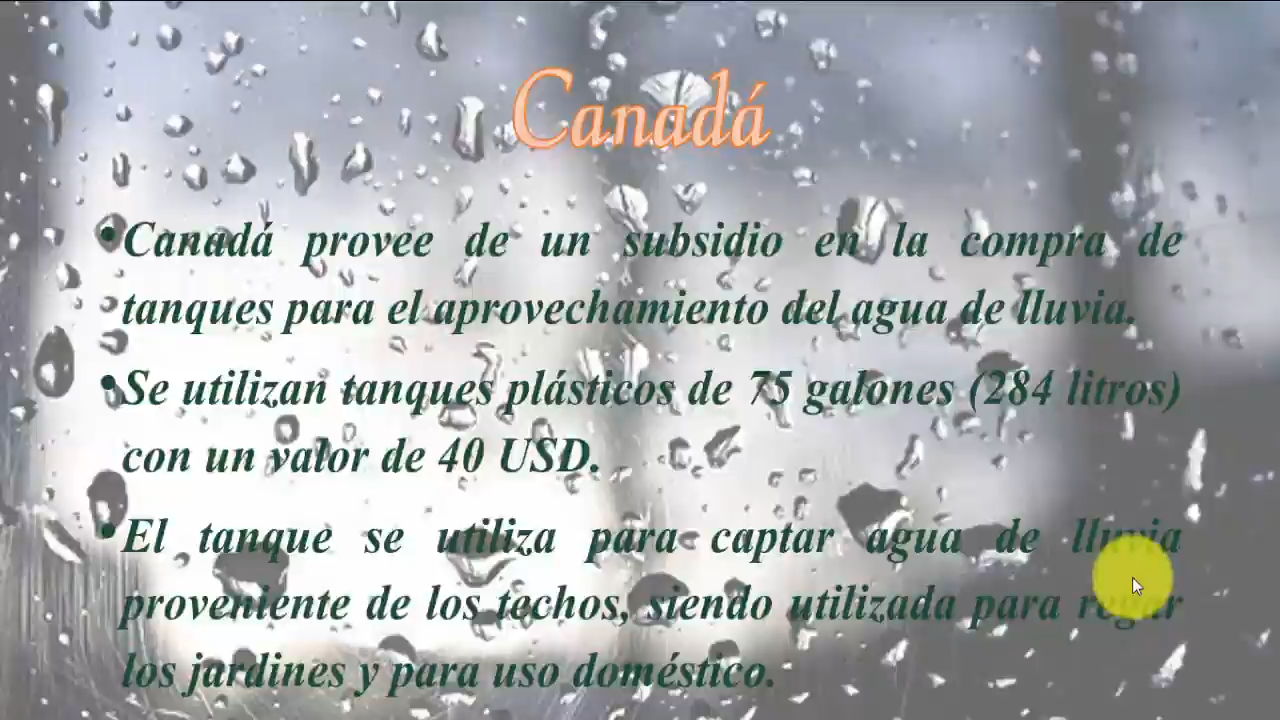 Canadá
•Canadá provee de un subsidio en la compra de
tanques para el aprovechamiento del agua de lluvia.
•Se utilizan tanques plásticos de 75 galones (284 litros)
con un valor de 40 USD.
•El tanque se utiliza para captar agua de lluvia
proveniente de los techos, siendo utilizada para regar
los jardines y para uso doméstico.